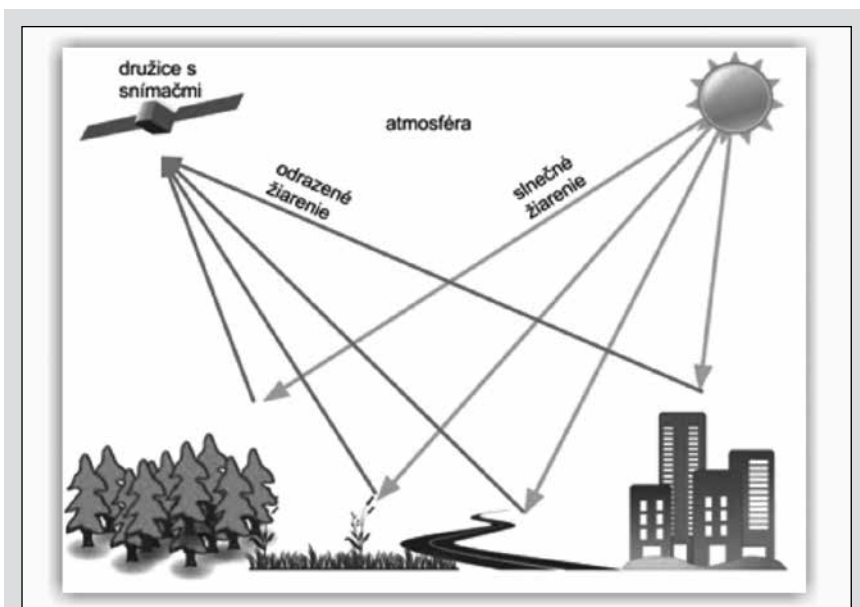 družice s
snímačmi
atmosféra
odrazené
žiarenie
slnečné
žiarenie